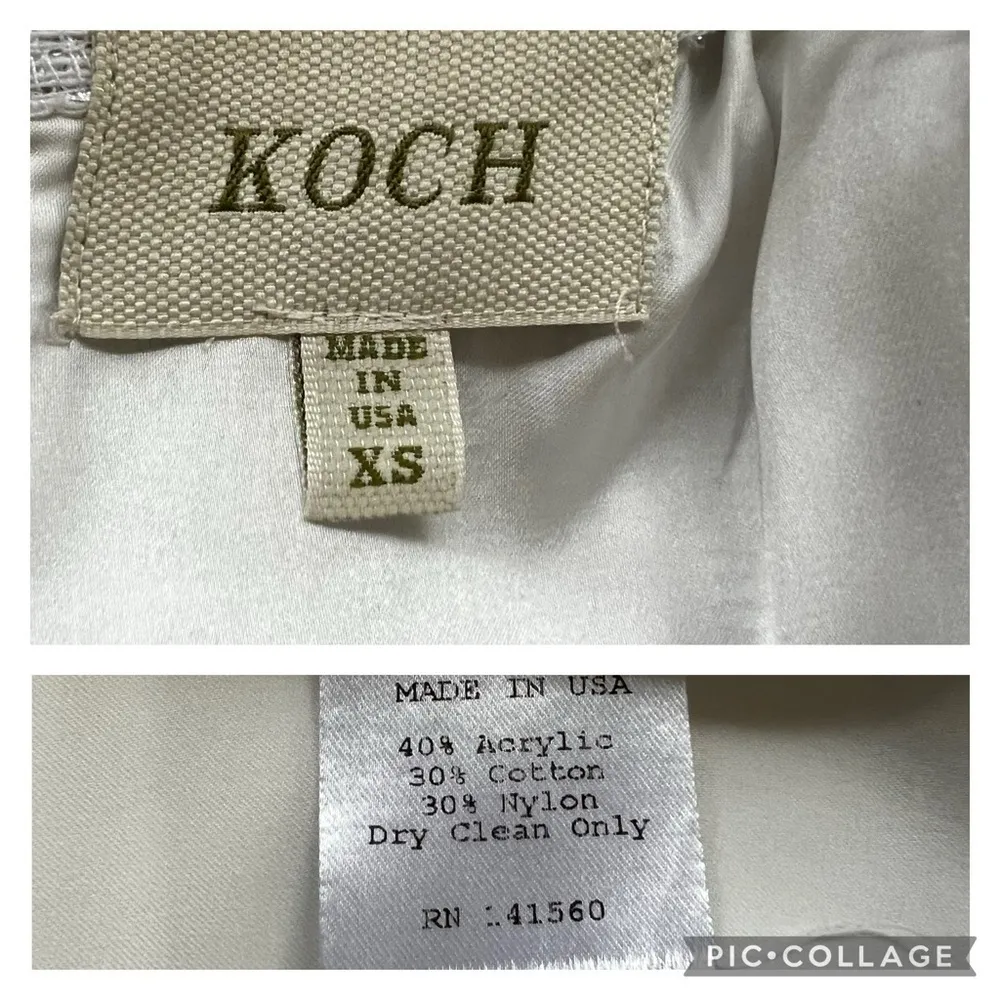 KOCH
MADE
IN
USA
XS
MADE IN USA
40% Acrylic
30% Cotton
30% Nylon
Dry Clean Only
RN 141560
PIC•COLLAGE